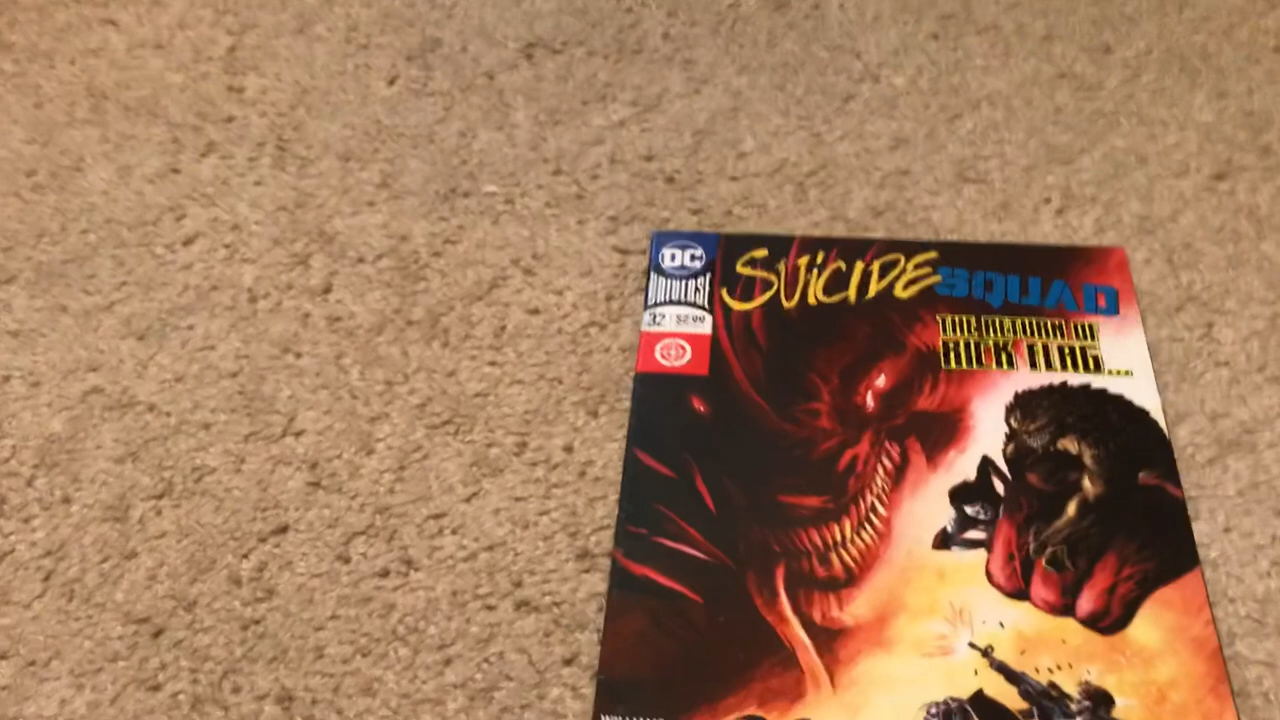 DC
UNIVERSE
32 $2.99
SUiCIDE SQUAD
THE RETURN OF
RICK FLAG...